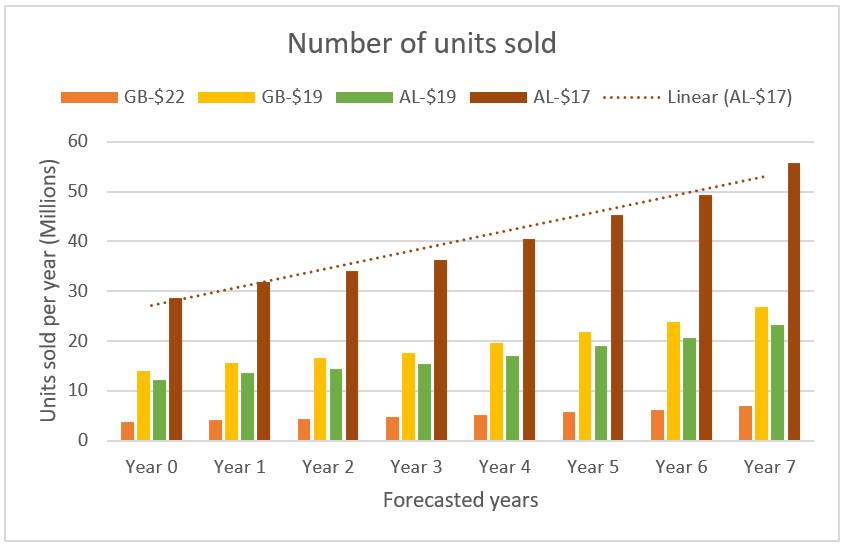 Number of units sold
GB-$22 GB-$19 AL-$19 AL-$17 Linear (AL-$17)
Units sold per year (Millions)
60
50
40
30
20
10
0
Year 0 Year 1 Year 2 Year 3 Year 4 Year 5 Year 6 Year 7
Forecasted years